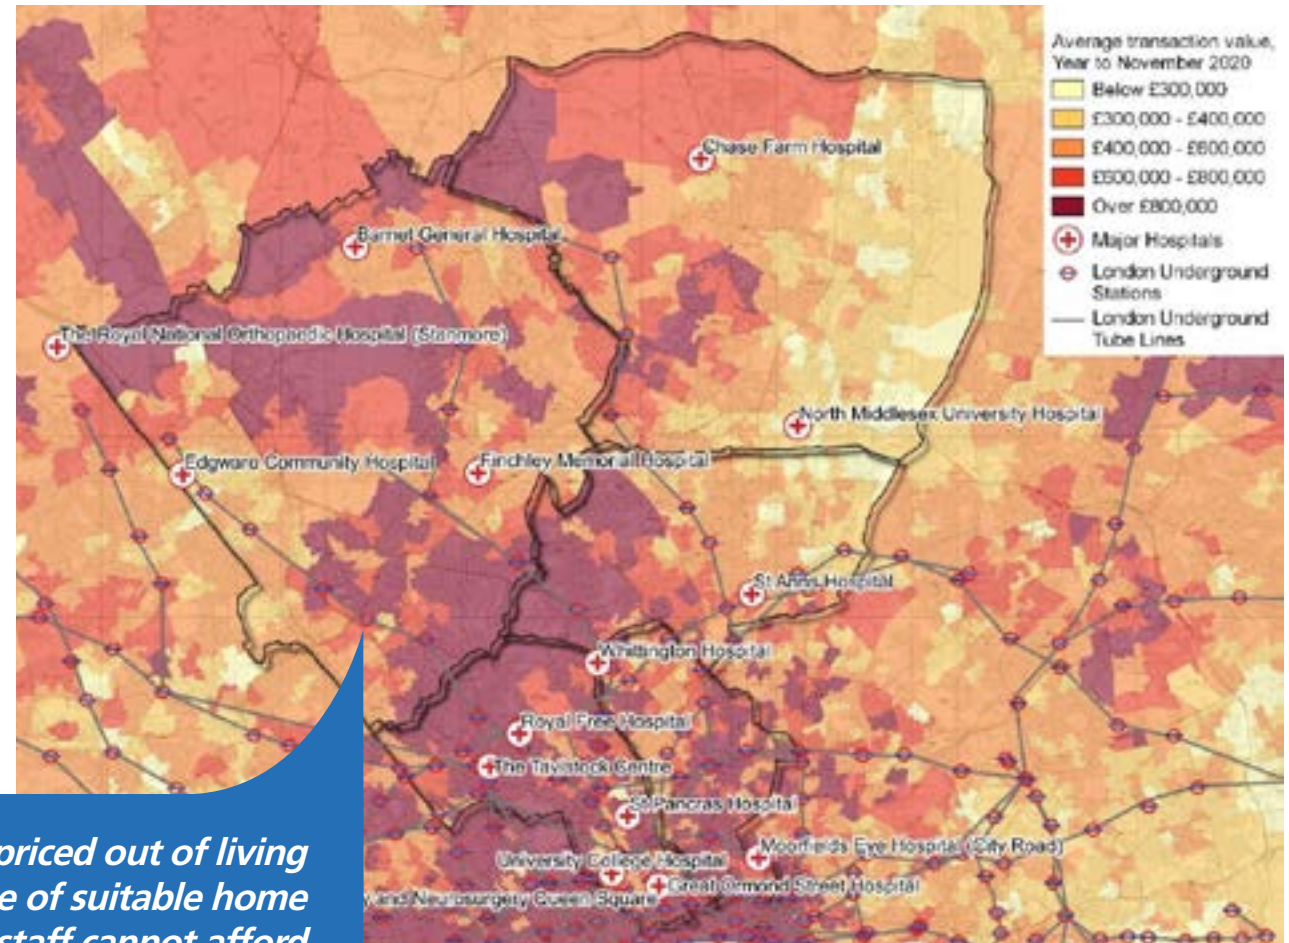 Average transaction value,
Year to November 2020
Below £300,000
£300,000 - £400,000
£400,000 - £600,000
£600,000 - £800,000
Over £800,000
Major Hospitals
London Underground
Stations
London Underground
Tube Lines
Chase Farm Hospital
Barnet General Hospital
The Royal National Orthopaedic Hospital (Stanmore)
North Middlesex University Hospital
Edgware Community Hospital
Finchley Memorial Hospital
St Anns Hospital
Whittington Hospital
Royal Free Hospital
The Tavistock Centre
St Pancras Hospital
Moorfields Eye Hospital (City Road)
University College Hospital
Great Ormond Street Hospital
y and Neurosurgery Queen Square
priced out of living
e of suitable home
staff cannot afford